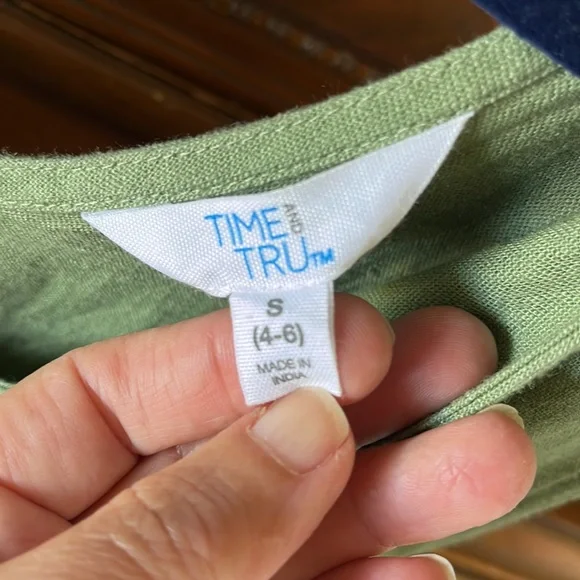 TIME AND
TRU™
S
(4-6)
MADE IN
INDIA